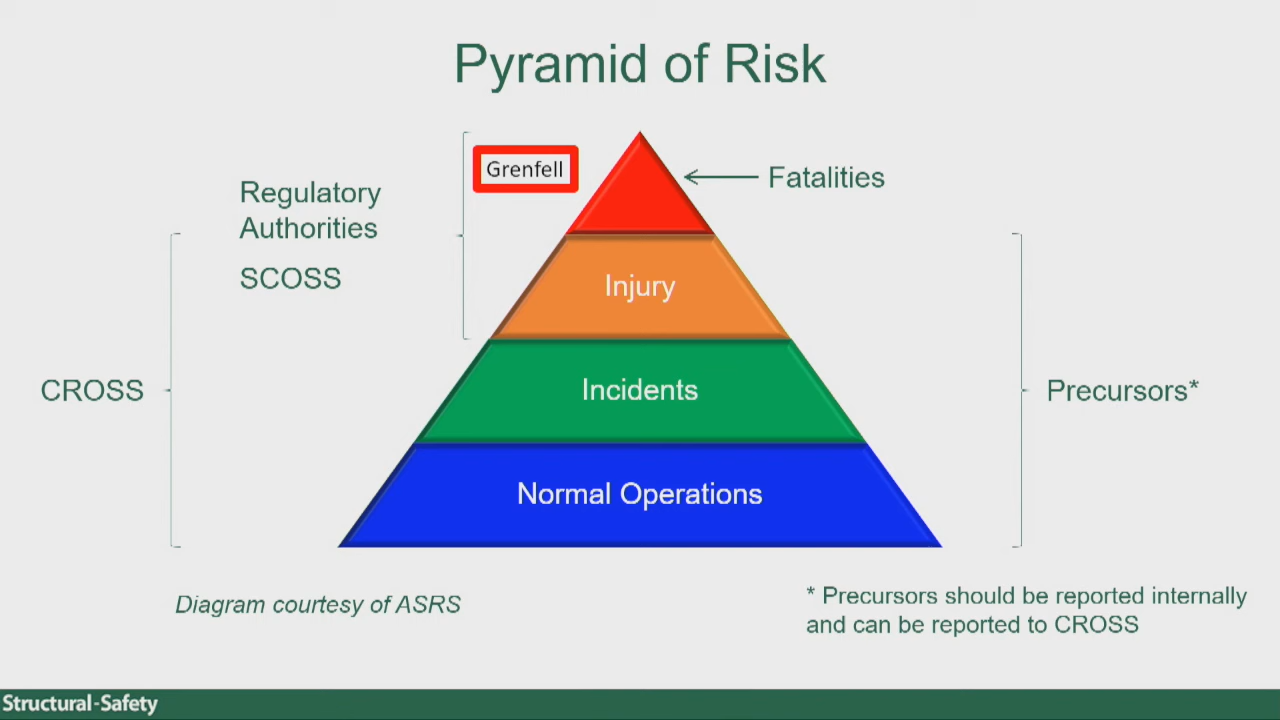 Pyramid of Risk
Grenfell
Fatalities
Regulatory
Authorities
SCOSS
Injury
CROSS
Incidents
Precursors*
Normal Operations
Diagram courtesy of ASRS
* Precursors should be reported internally
and can be reported to CROSS
Structural-Safety